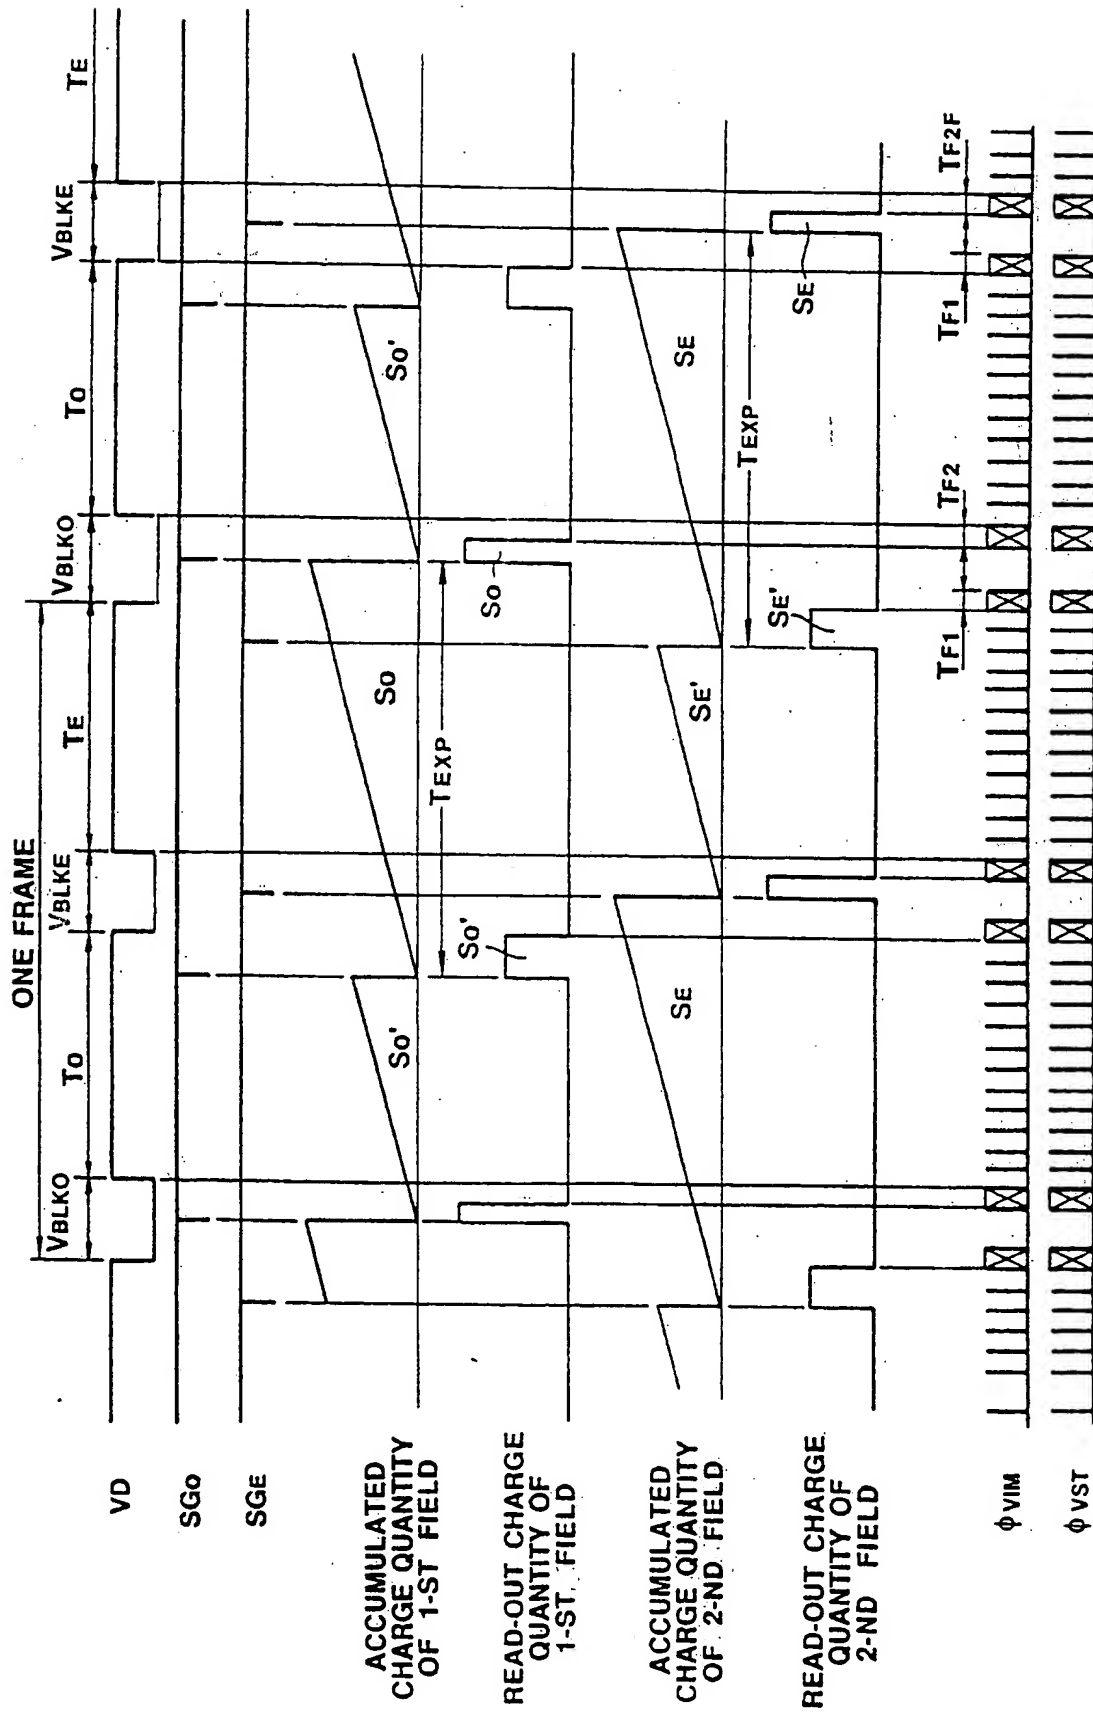 ONE FRAME
VBLKO
TO
VBLKE
TE
VBLKO
TO
VBLKE
TE
VD
SGO
SGE
ACCUMULATED
CHARGE QUANTITY
OF 1-ST FIELD
SO'
SO
SO'
TEXP
READ-OUT CHARGE
QUANTITY OF
1-ST. FIELD
SO'
SO
ACCUMULATED
CHARGE QUANTITY
OF 2-ND FIELD
SE
SE'
SE
TEXP
READ-OUT CHARGE
QUANTITY OF
2-ND FIELD
SE'
SE
TF1
TF2
TF1
TF2F
φVIM
φVST